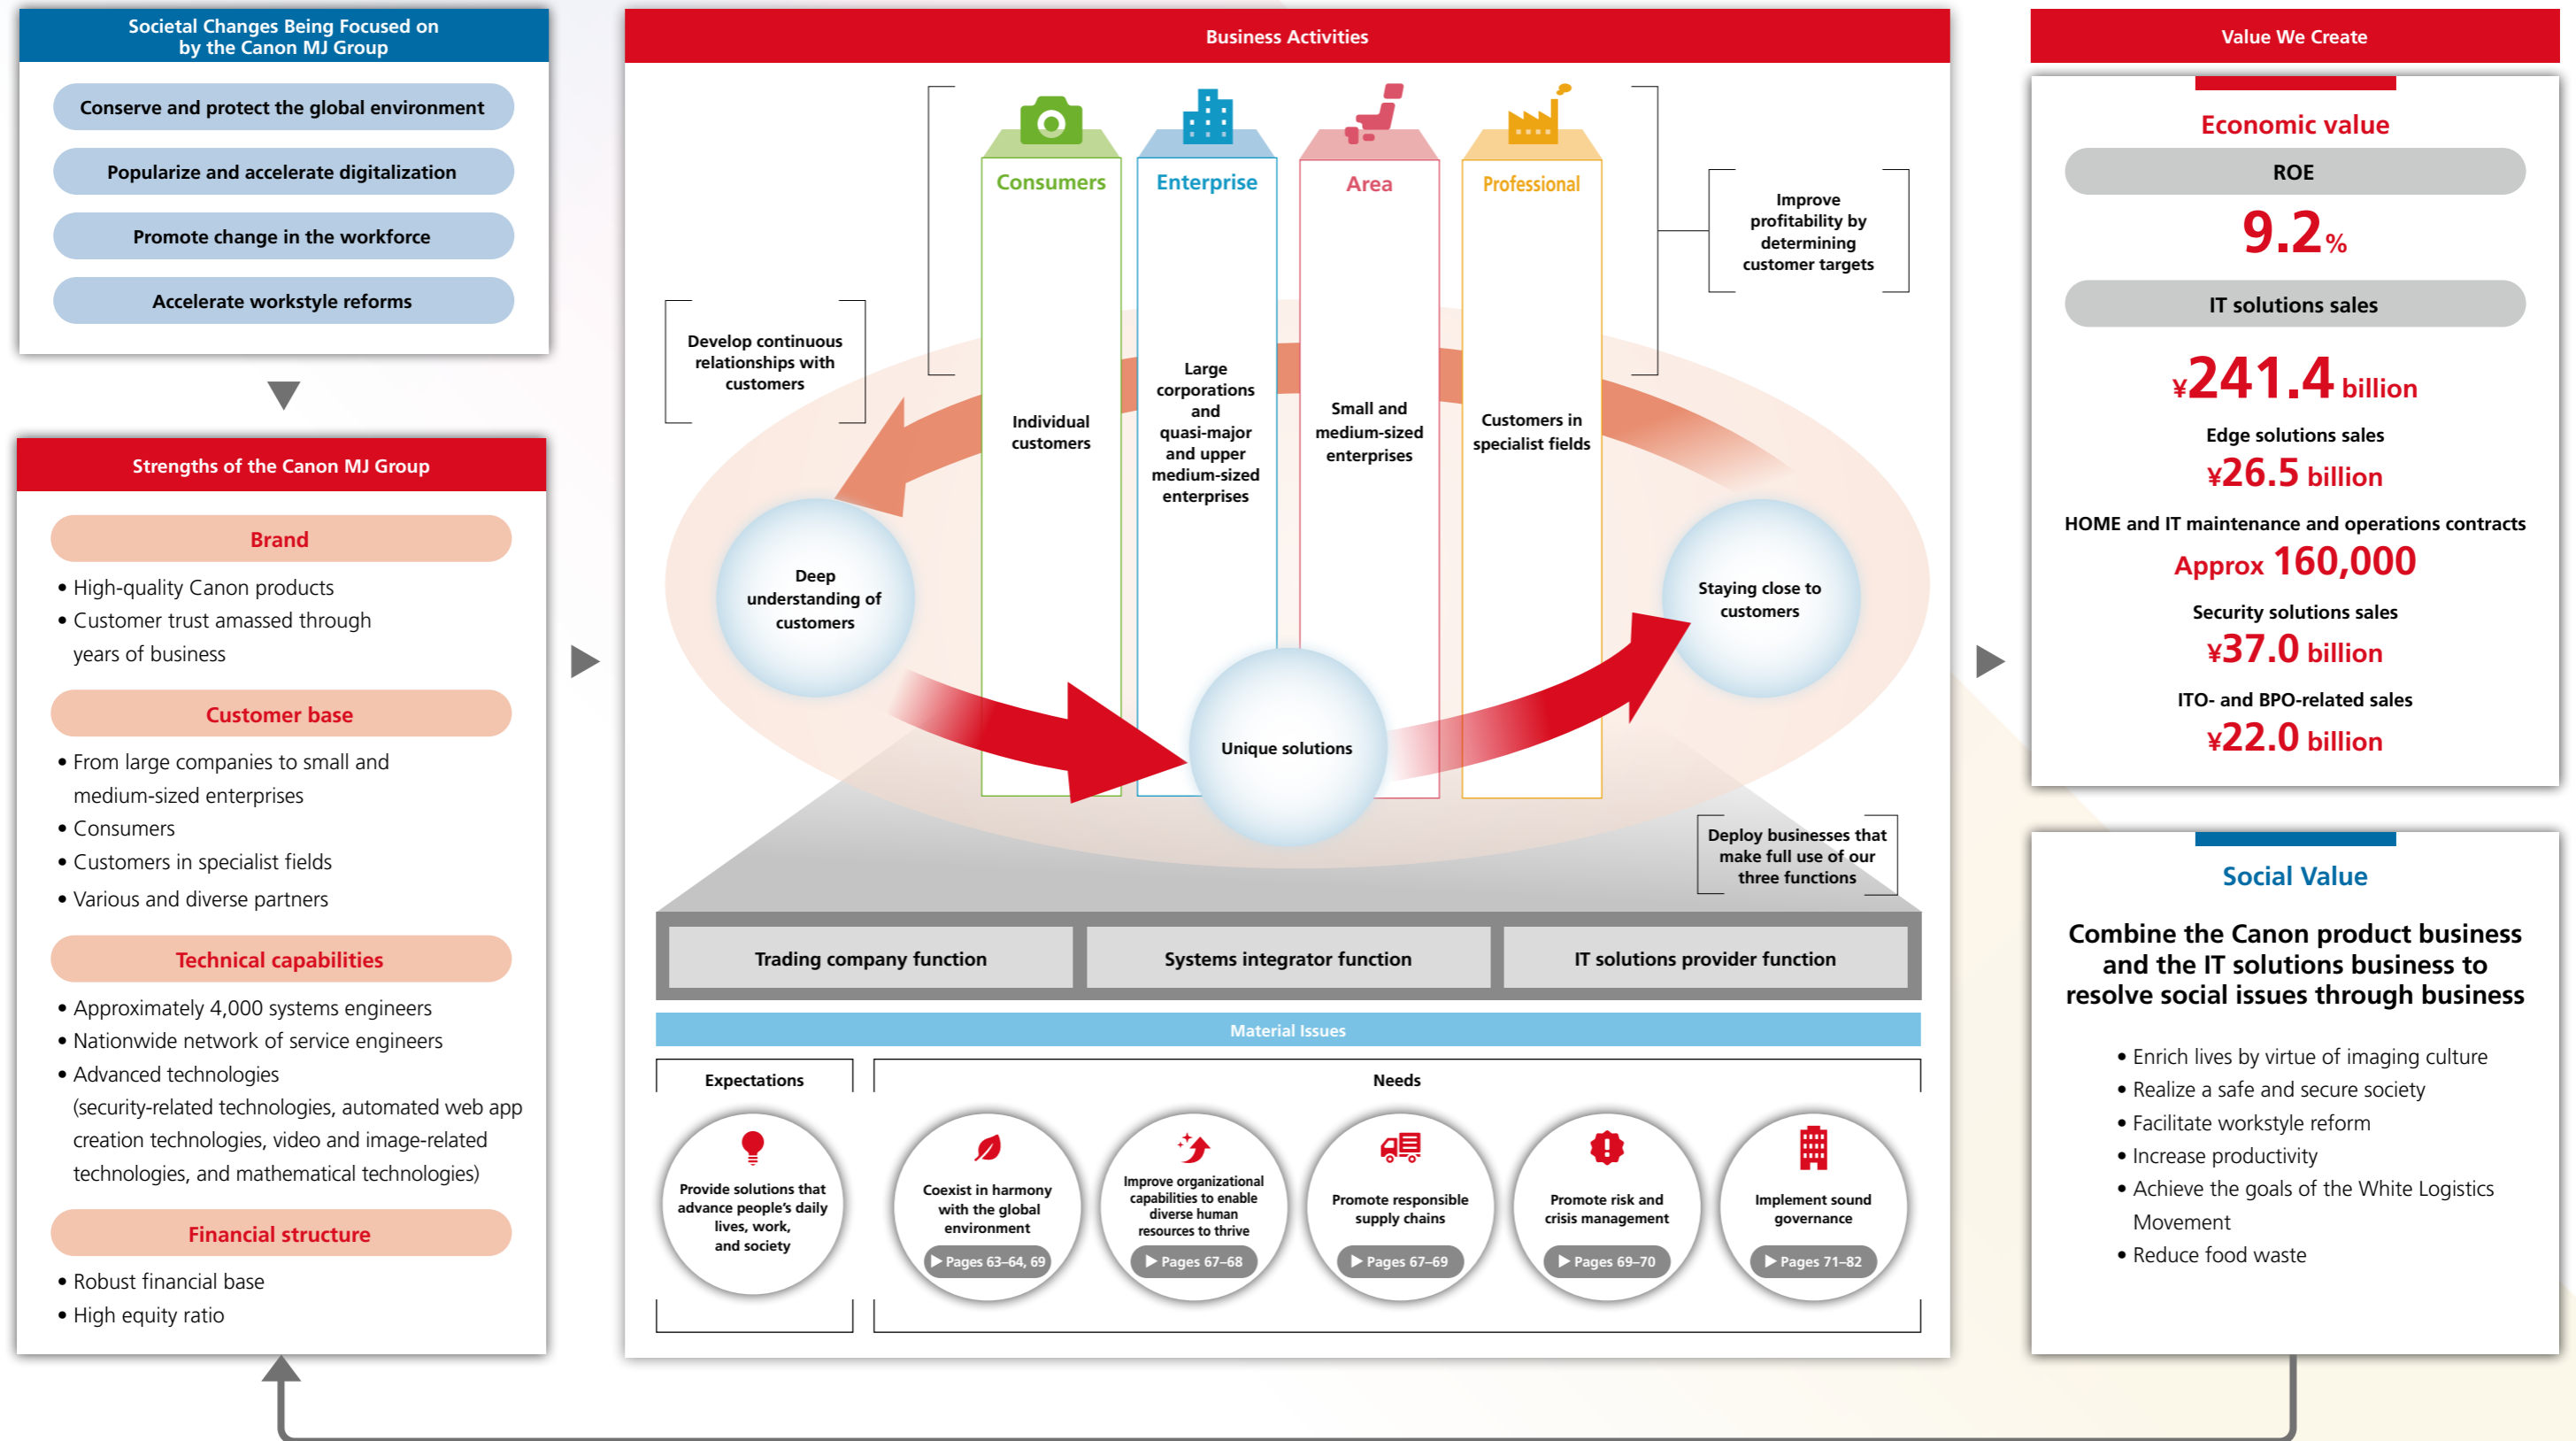 Societal Changes Being Focused on
by the Canon MJ Group
Conserve and protect the global environment
Popularize and accelerate digitalization
Promote change in the workforce
Accelerate workstyle reforms
Strengths of the Canon MJ Group
Brand
• High-quality Canon products
• Customer trust amassed through
years of business
Customer base
• From large companies to small and
medium-sized enterprises
• Consumers
• Customers in specialist fields
• Various and diverse partners
Technical capabilities
• Approximately 4,000 systems engineers
• Nationwide network of service engineers
• Advanced technologies
(security-related technologies, automated web app
creation technologies, video and image-related
technologies, and mathematical technologies)
Financial structure
• Robust financial base
• High equity ratio
Business Activities
Consumers
Enterprise
Area
Professional
Improve
profitability by
determining
customer targets
Develop continuous
relationships with
customers
Individual
customers
Large
corporations
and
quasi-major
and upper
medium-sized
enterprises
Small and
medium-sized
enterprises
Customers in
specialist fields
Deep
understanding of
customers
Unique solutions
Staying close to
customers
Deploy businesses that
make full use of our
three functions
Trading company function
Systems integrator function
IT solutions provider function
Material Issues
Expectations
Needs
Provide solutions that
advance people's daily
lives, work,
and society
Coexist in harmony
with the global
environment
▶ Pages 63–64, 69
Improve organizational
capabilities to enable
diverse human
resources to thrive
▶ Pages 67–68
Promote responsible
supply chains
▶ Pages 67–69
Promote risk and
crisis management
▶ Pages 69–70
Implement sound
governance
▶ Pages 71–82
Value We Create
Economic value
ROE
9.2%
IT solutions sales
¥241.4 billion
Edge solutions sales
¥26.5 billion
HOME and IT maintenance and operations contracts
Approx 160,000
Security solutions sales
¥37.0 billion
ITO- and BPO-related sales
¥22.0 billion
Social Value
Combine the Canon product business
and the IT solutions business to
resolve social issues through business
• Enrich lives by virtue of imaging culture
• Realize a safe and secure society
• Facilitate workstyle reform
• Increase productivity
• Achieve the goals of the White Logistics
Movement
• Reduce food waste